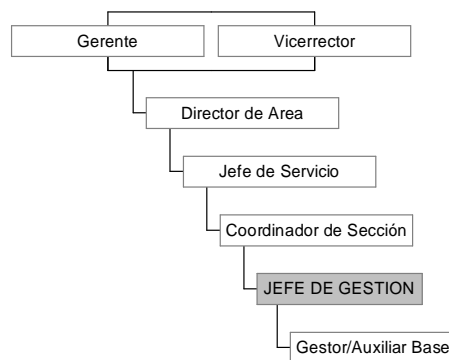 Gerente
Vicerrector
Director de Area
Jefe de Servicio
Coordinador de Sección
JEFE DE GESTION
Gestor/Auxiliar Base